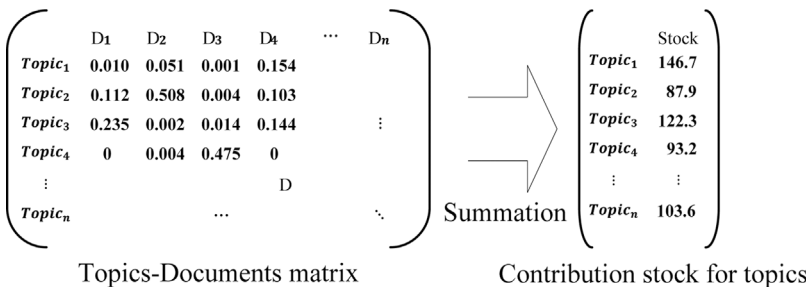 D1 D2 D3 D4 ⋯ Dn
Topic1 0.010 0.051 0.001 0.154
Topic2 0.112 0.508 0.004 0.103
Topic3 0.235 0.002 0.014 0.144 ⋮
Topic4 0 0.004 0.475 0
⋮ D
Topicn ⋯ ⋱
Topics-Documents matrix
Summation
Stock
Topic1 146.7
Topic2 87.9
Topic3 122.3
Topic4 93.2
⋮ ⋮
Topicn 103.6
Contribution stock for topics